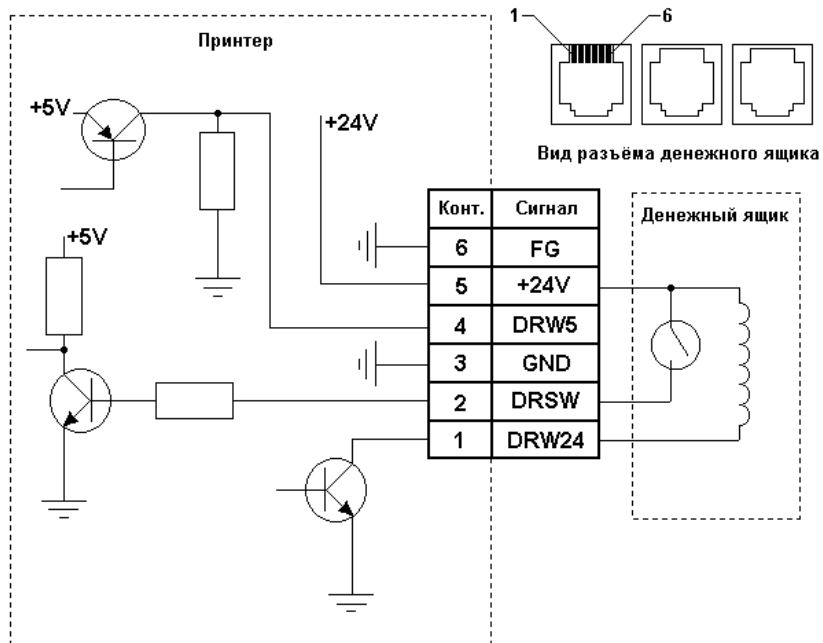 Принтер
1
6
Вид разъёма денежного ящика
+5V
+24V
+5V
Конт. Сигнал
6 FG
5 +24V
4 DRW5
3 GND
2 DRSW
1 DRW24
Денежный ящик